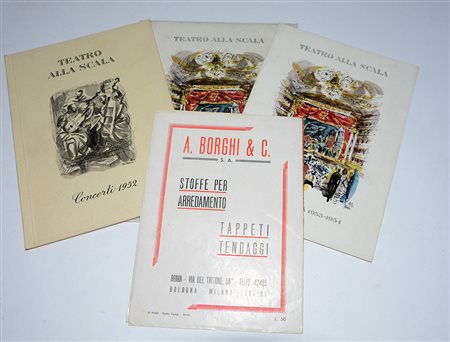 TEATRO
ALLA SCALA
Concerti 1952
TEATRO ALLA SCALA
TEATRO ALLA SCALA
1953-1954
A. BORGHI & C.
S. A.
STOFFE PER
ARREDAMENTO
TAPPETI
TENDAGGI
ROMA - VIA DEL TRITONE,
BOLOGNA - MILANO -
L. 50